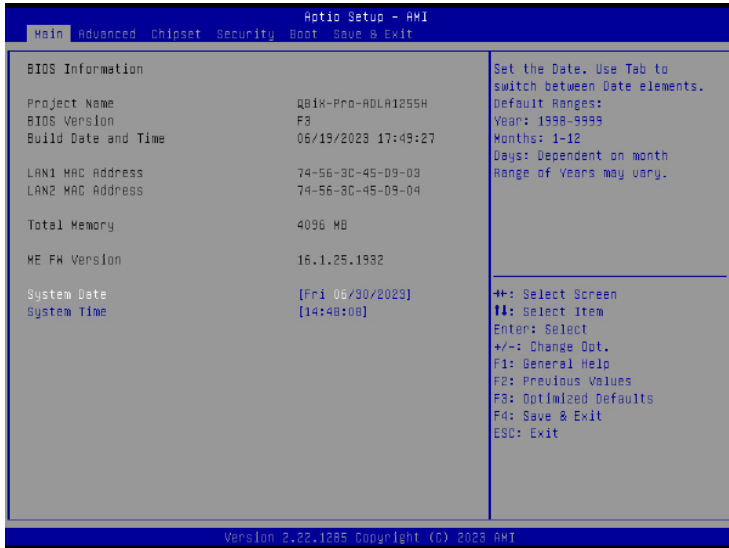 Aptio Setup - AMI
Main Advanced Chipset Security Boot Save & Exit
BIOS Information
Project Name QBiX-Pro-ADLA1255H
BIOS Version F3
Build Date and Time 06/19/2023 17:49:27
LAN1 MAC Address 74-56-3C-45-D9-03
LAN2 MAC Address 74-56-3C-45-D9-04
Total Memory 4096 MB
ME FW Version 16.1.25.1932
System Date [Fri 06/30/2023]
System Time [14:48:08]
Set the Date. Use Tab to
switch between Date elements.
Default Ranges:
Year: 1998-9999
Months: 1-12
Days: Dependent on month
Range of Years may vary.
→←: Select Screen
↑↓: Select Item
Enter: Select
+/-: Change Opt.
F1: General Help
F2: Previous Values
F3: Optimized Defaults
F4: Save & Exit
ESC: Exit
Version 2.22.1285 Copyright (C) 2023 AMI